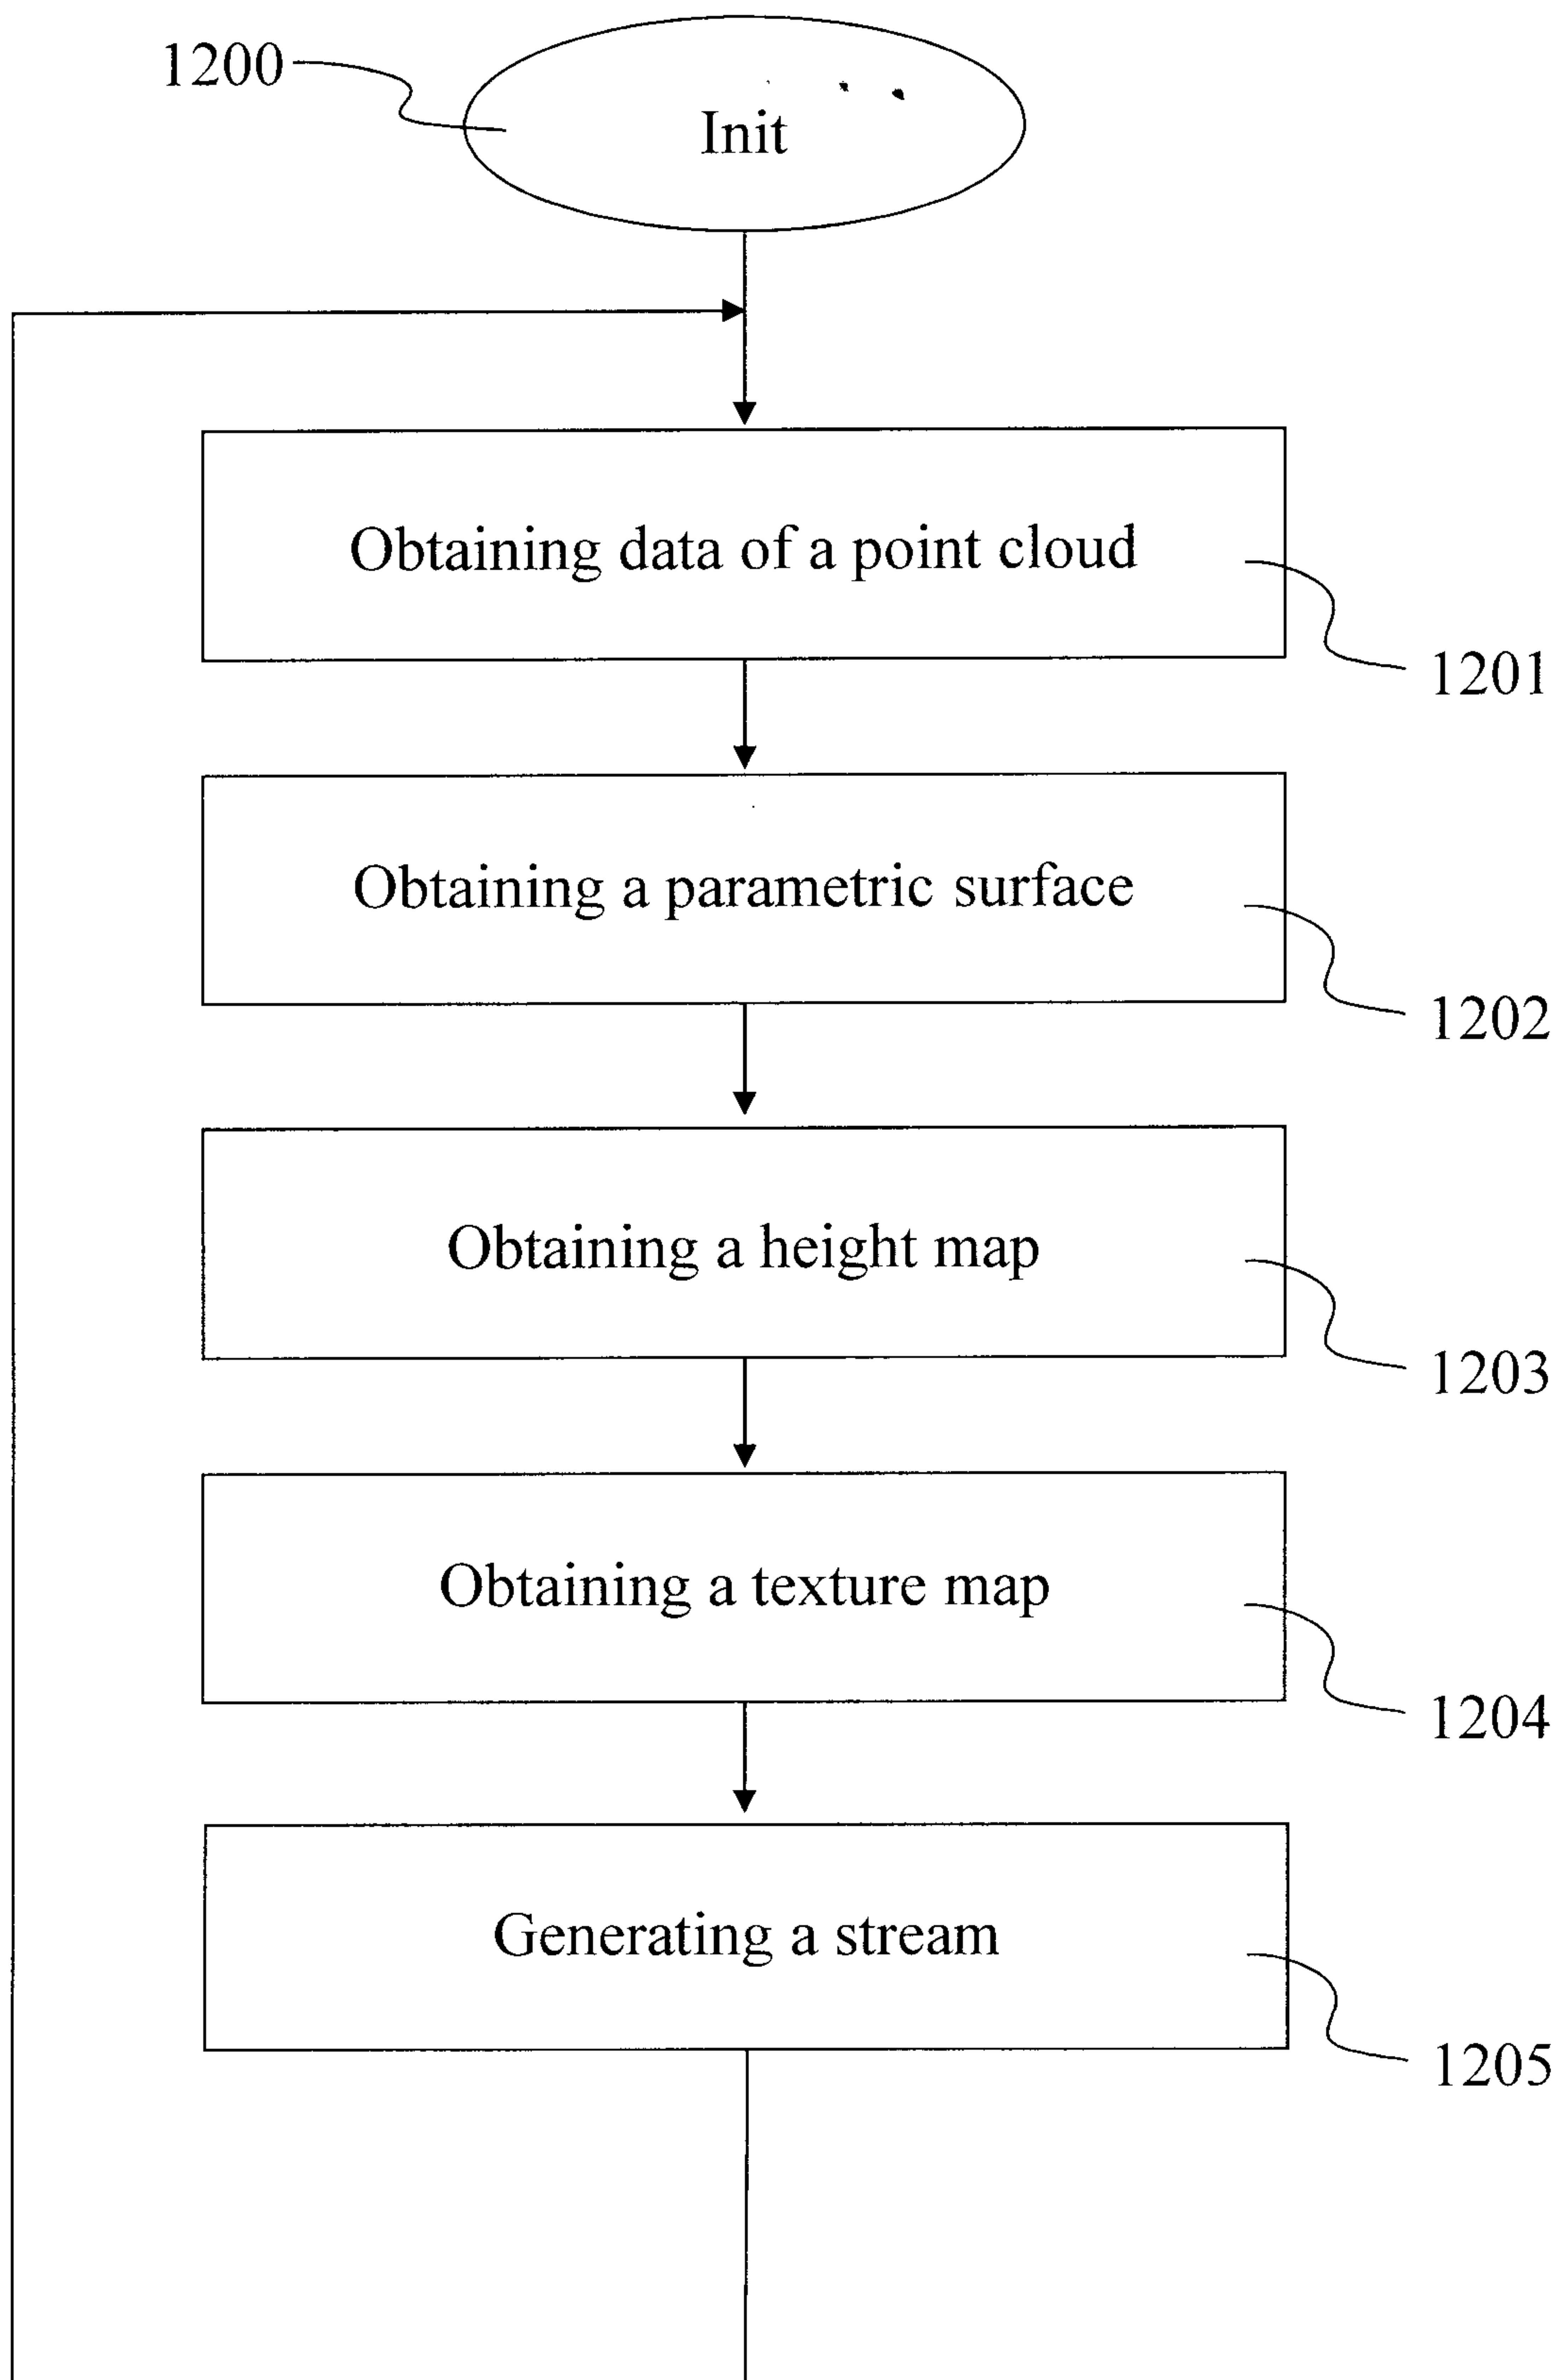 1200
Init
Obtaining data of a point cloud
1201
Obtaining a parametric surface
1202
Obtaining a height map
1203
Obtaining a texture map
1204
Generating a stream
1205